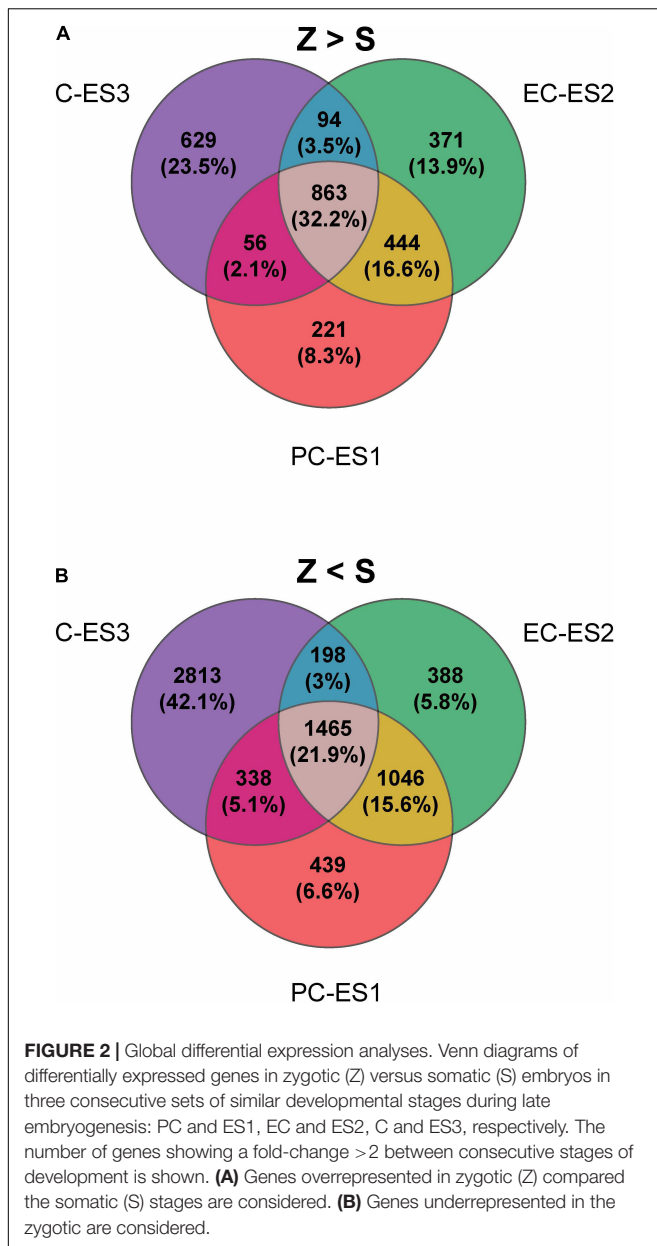 A
Z > S
C-ES3
EC-ES2
94
(3.5%)
629
(23.5%)
371
(13.9%)
863
(32.2%)
56
(2.1%)
444
(16.6%)
221
(8.3%)
PC-ES1
B
Z < S
C-ES3
EC-ES2
198
(3%)
2813
(42.1%)
388
(5.8%)
1465
(21.9%)
338
(5.1%)
1046
(15.6%)
439
(6.6%)
PC-ES1
FIGURE 2 | Global differential expression analyses. Venn diagrams of
differentially expressed genes in zygotic (Z) versus somatic (S) embryos in
three consecutive sets of similar developmental stages during late
embryogenesis: PC and ES1, EC and ES2, C and ES3, respectively. The
number of genes showing a fold-change >2 between consecutive stages of
development is shown. (A) Genes overrepresented in zygotic (Z) compared
the somatic (S) stages are considered. (B) Genes underrepresented in the
zygotic are considered.